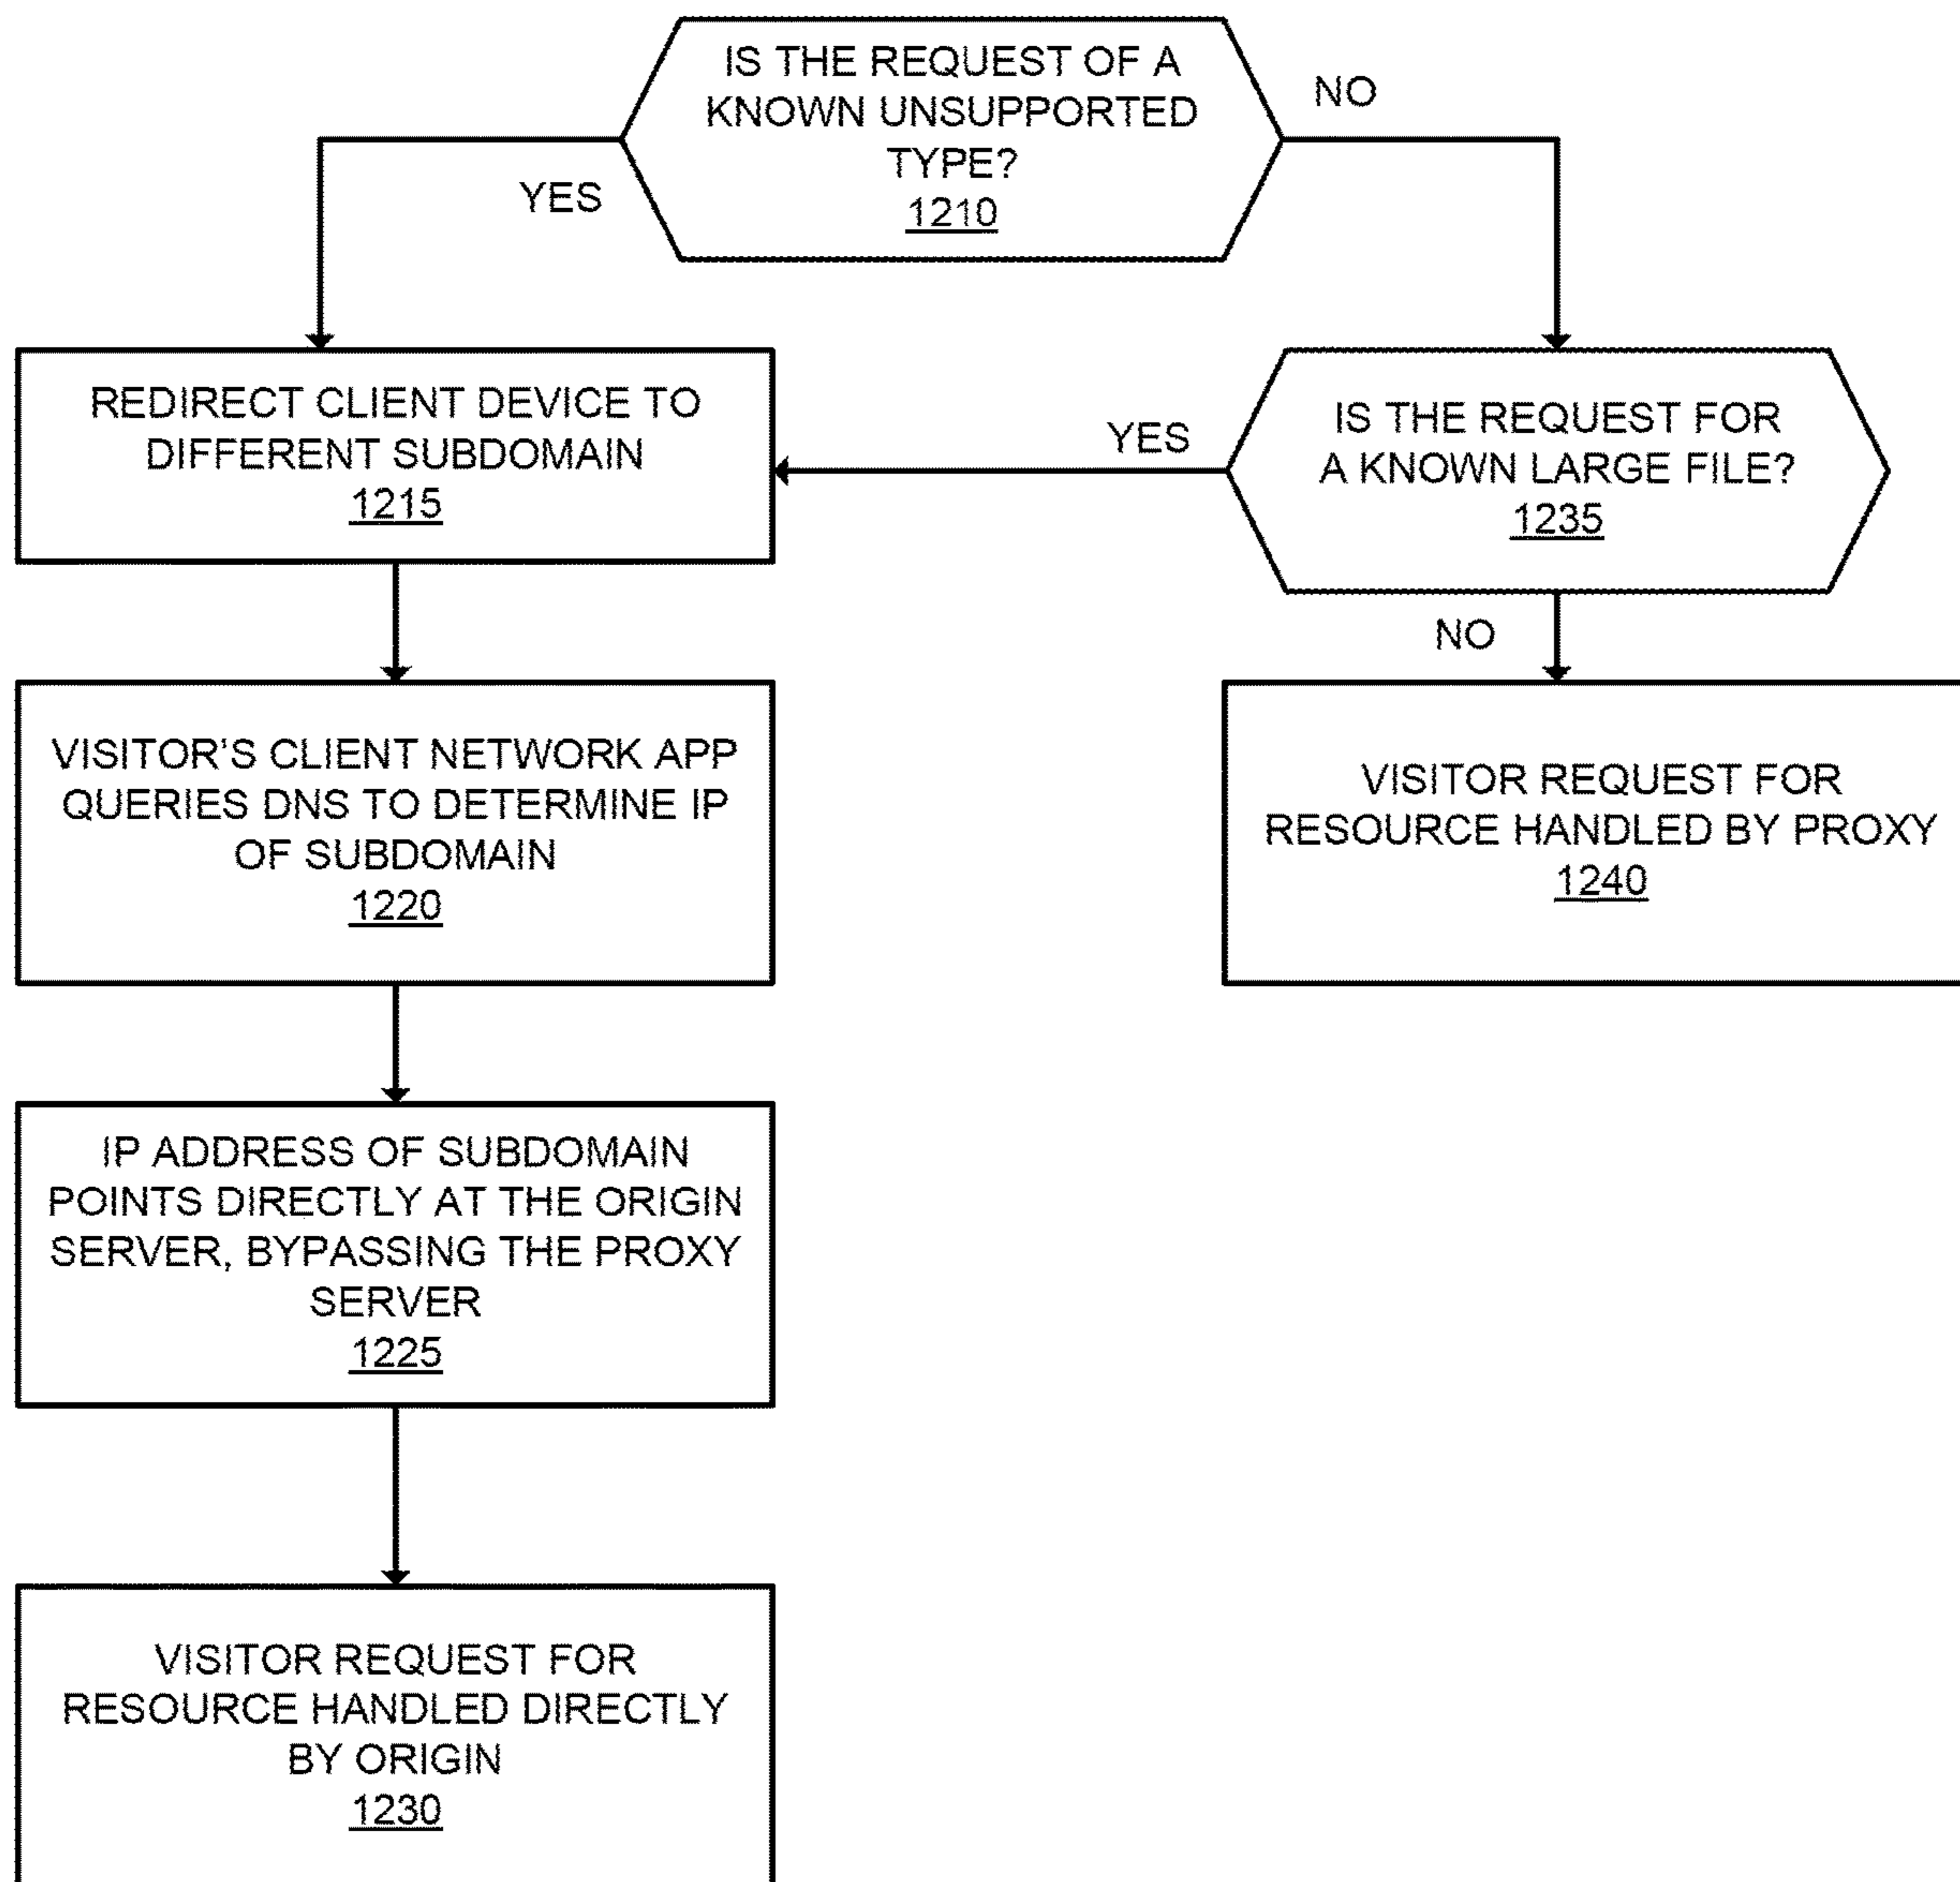 IS THE REQUEST OF A
KNOWN UNSUPPORTED
TYPE?
1210
YES
NO
REDIRECT CLIENT DEVICE TO
DIFFERENT SUBDOMAIN
1215
YES
IS THE REQUEST FOR
A KNOWN LARGE FILE?
1235
NO
VISITOR'S CLIENT NETWORK APP
QUERIES DNS TO DETERMINE IP
OF SUBDOMAIN
1220
VISITOR REQUEST FOR
RESOURCE HANDLED BY PROXY
1240
IP ADDRESS OF SUBDOMAIN
POINTS DIRECTLY AT THE ORIGIN
SERVER, BYPASSING THE PROXY
SERVER
1225
VISITOR REQUEST FOR
RESOURCE HANDLED DIRECTLY
BY ORIGIN
1230